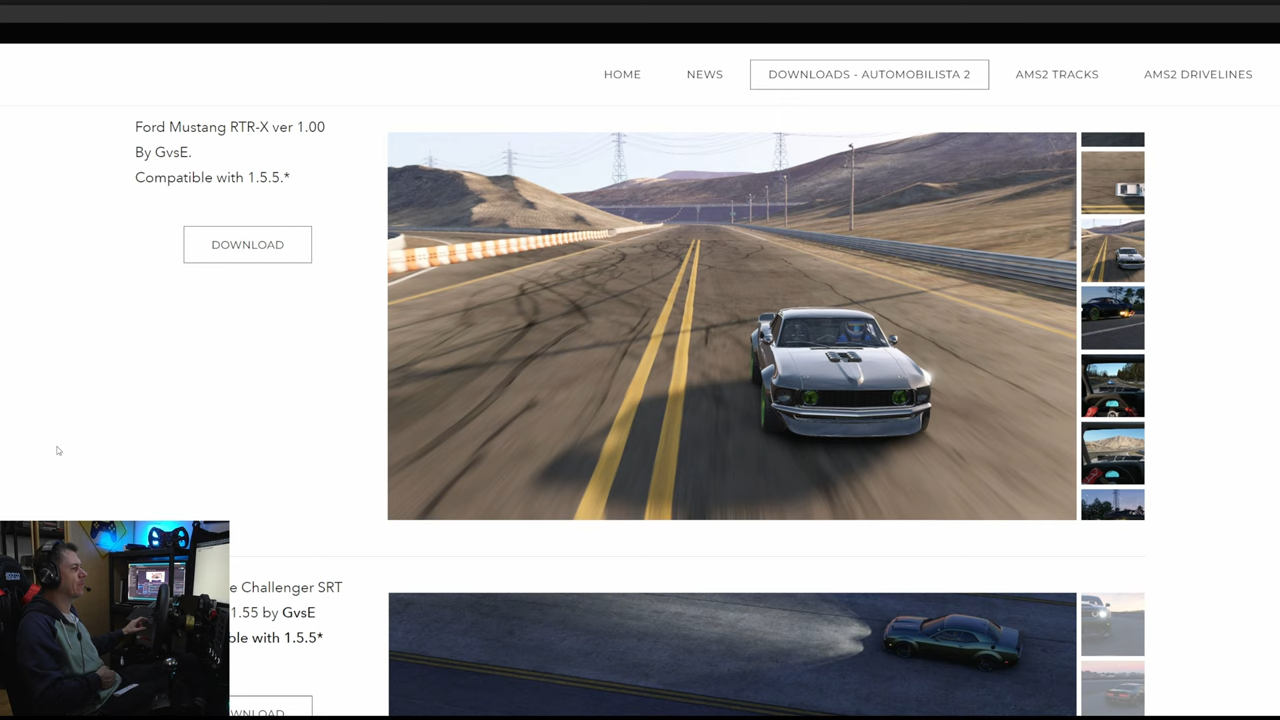 HOME
NEWS
DOWNLOADS - AUTOMOBILISTA 2
AMS2 TRACKS
AMS2 DRIVELINES
Ford Mustang RTR-X ver 1.00
By GvsE.
Compatible with 1.5.5.*
DOWNLOAD
e Challenger SRT
1.55 by GvsE
ble with 1.5.5*
WNLOAD